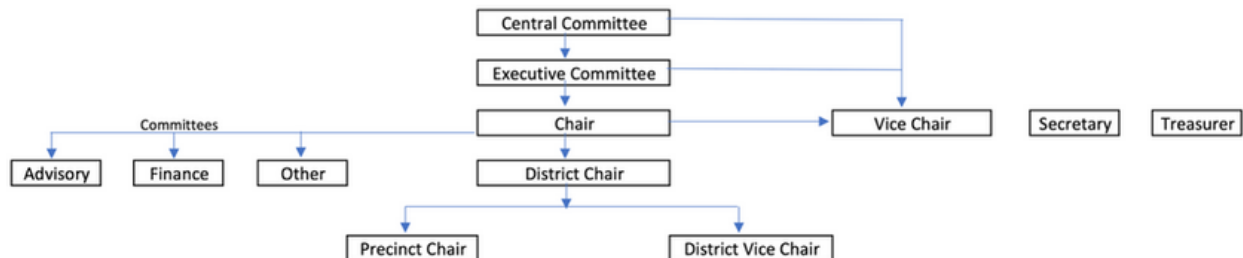 Central Committee
Executive Committee
Committees
Chair
Vice Chair
Secretary
Treasurer
Advisory
Finance
Other
District Chair
Precinct Chair
District Vice Chair